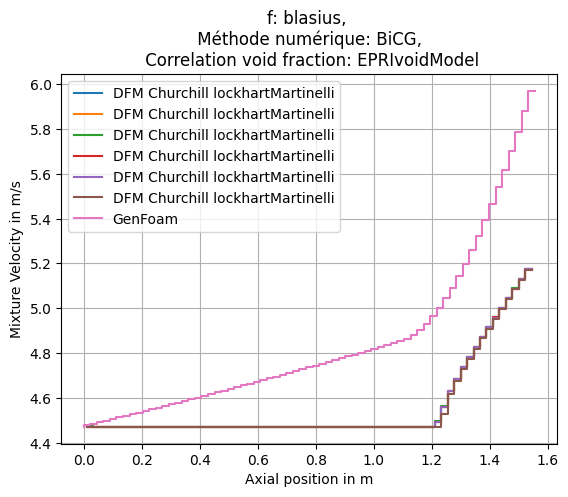 f: blasius,
Méthode numérique: BiCG,
Correlation void fraction: EPRIvoidModel
6.0
5.8
5.6
5.4
5.2
5.0
4.8
4.6
4.4
Mixture Velocity in m/s
DFM Churchill lockhartMartinelli
DFM Churchill lockhartMartinelli
DFM Churchill lockhartMartinelli
DFM Churchill lockhartMartinelli
DFM Churchill lockhartMartinelli
DFM Churchill lockhartMartinelli
GenFoam
0.0 0.2 0.4 0.6 0.8 1.0 1.2 1.4 1.6
Axial position in m